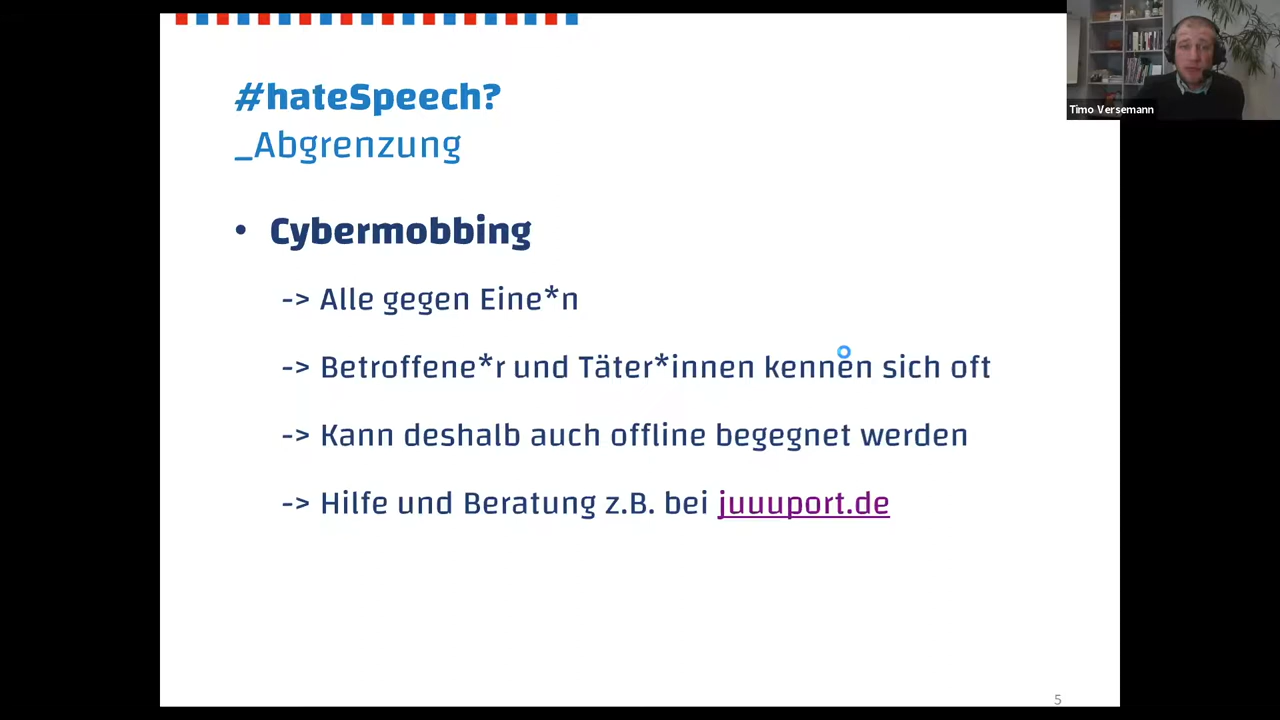 #hateSpeech?
_Abgrenzung
Timo Versemann
• Cybermobbing
-> Alle gegen Eine*n
-> Betroffene*r und Täter*innen kennen sich oft
-> Kann deshalb auch offline begegnet werden
-> Hilfe und Beratung z.B. bei juuuport.de
5